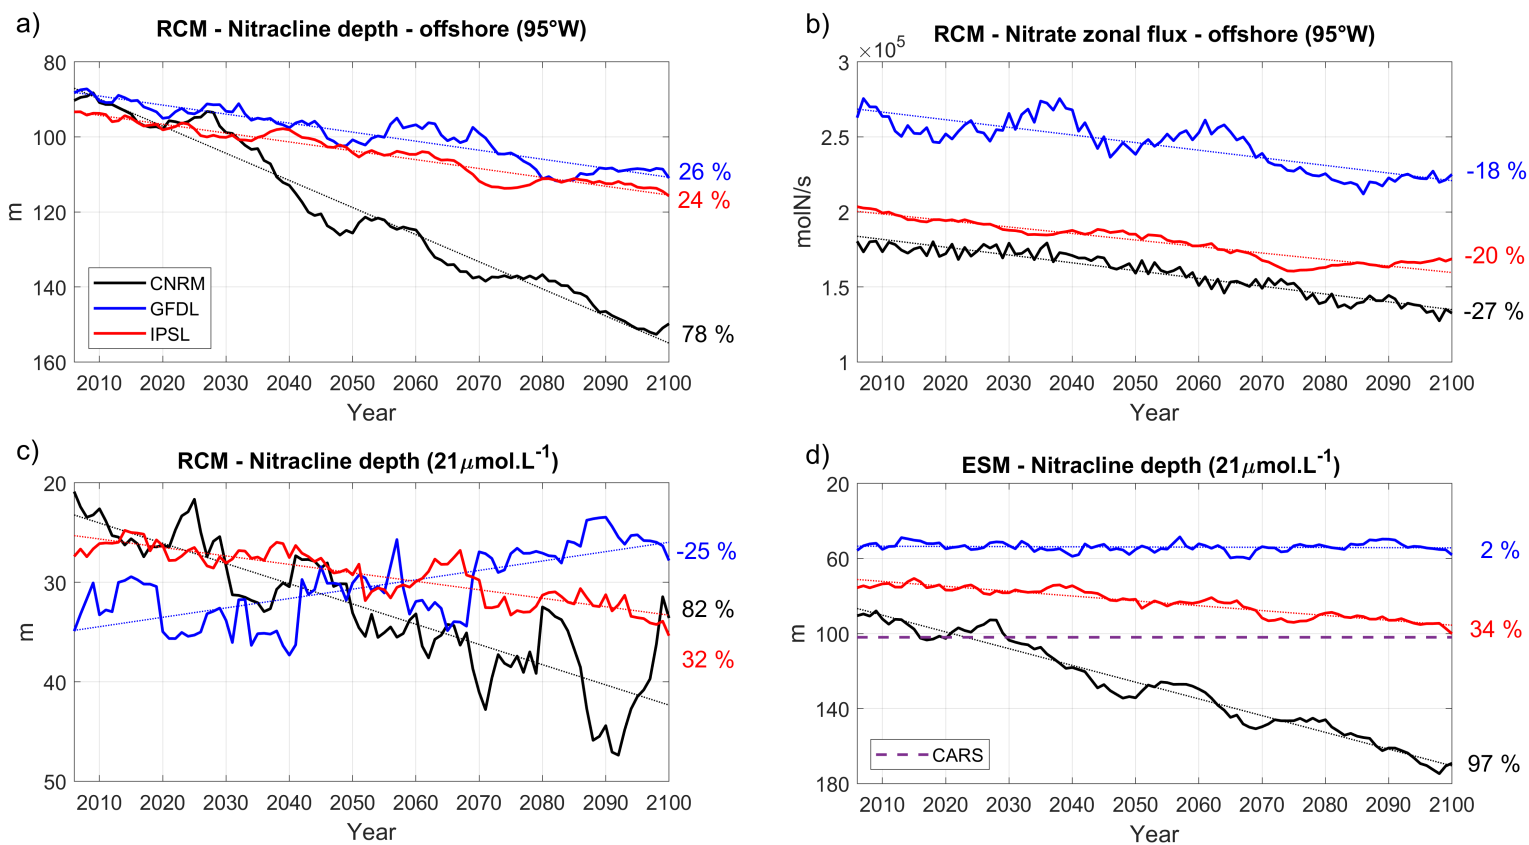 a)
RCM - Nitracline depth - offshore (95°W)
80
100
120
140
160
m
2010 2020 2030 2040 2050 2060 2070 2080 2090 2100
Year
CNRM
GFDL
IPSL
26 %
24 %
78 %
b)
RCM - Nitrate zonal flux - offshore (95°W)
×10⁵
3
2.5
2
1.5
1
molN/s
2010 2020 2030 2040 2050 2060 2070 2080 2090 2100
Year
-18 %
-20 %
-27 %
c)
RCM - Nitracline depth (21μmol.L⁻¹)
20
30
40
50
m
2010 2020 2030 2040 2050 2060 2070 2080 2090 2100
Year
-25 %
82 %
32 %
d)
ESM - Nitracline depth (21μmol.L⁻¹)
20
60
100
140
180
m
2010 2020 2030 2040 2050 2060 2070 2080 2090 2100
Year
CARS
2 %
34 %
97 %